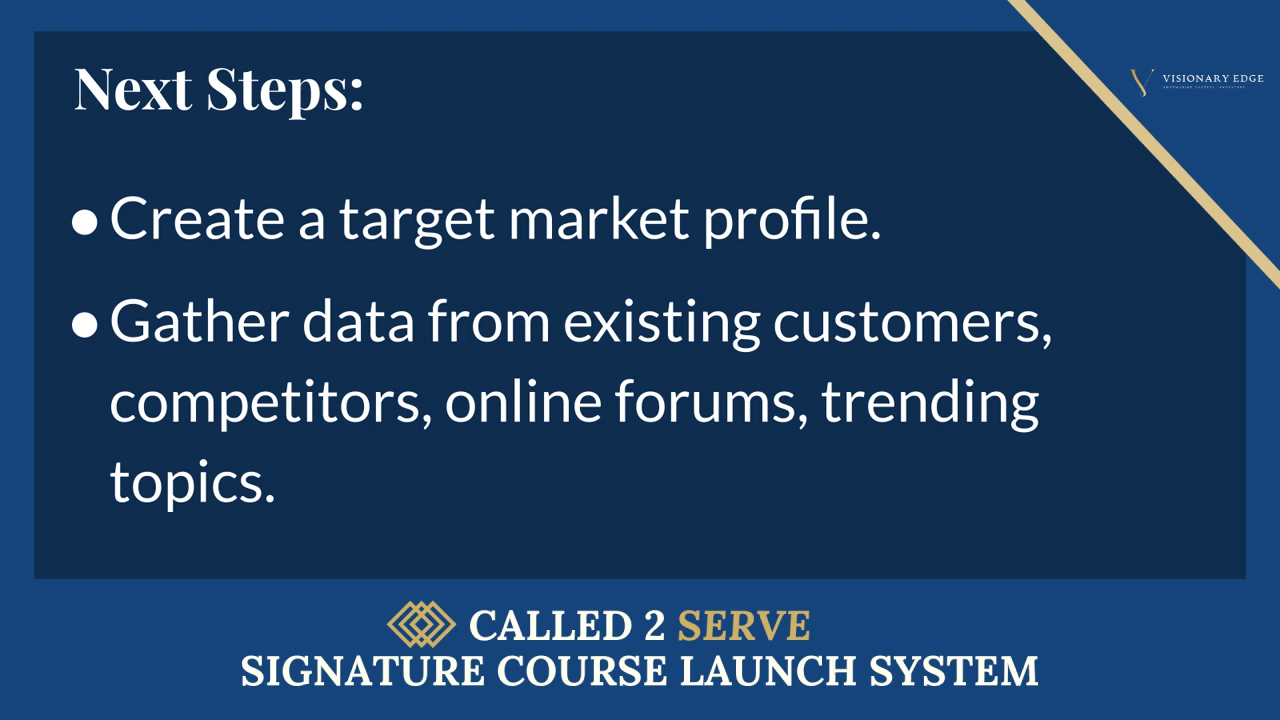 Next Steps:
VISIONARY EDGE
● Create a target market profile.
● Gather data from existing customers,
competitors, online forums, trending
topics.
CALLED 2 SERVE
SIGNATURE COURSE LAUNCH SYSTEM